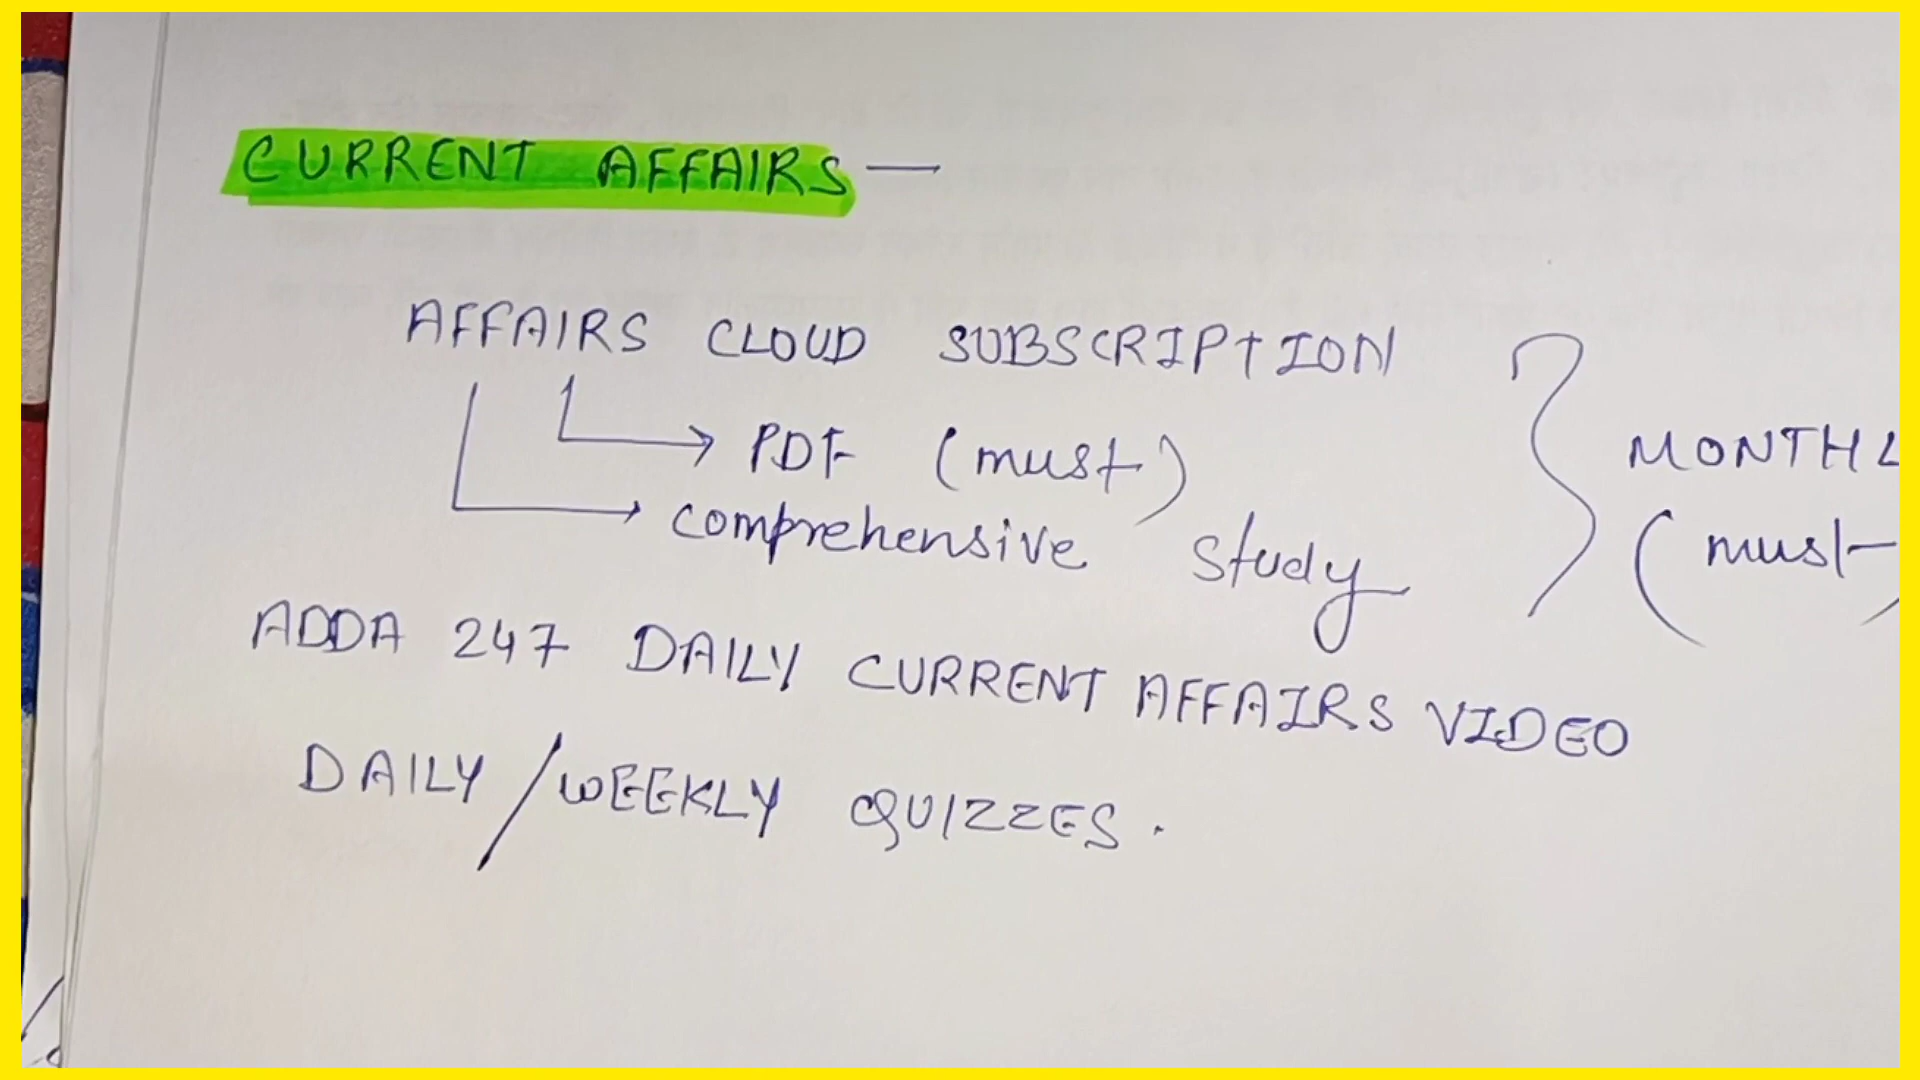 CURRENT AFFAIRS —
AFFAIRS CLOUD SUBSCRIPTION
PDF (must)
comprehensive study
MONTHL
(must)
ADDA 247 DAILY CURRENT AFFAIRS VIDEO
DAILY / WEEKLY QUIZZES.